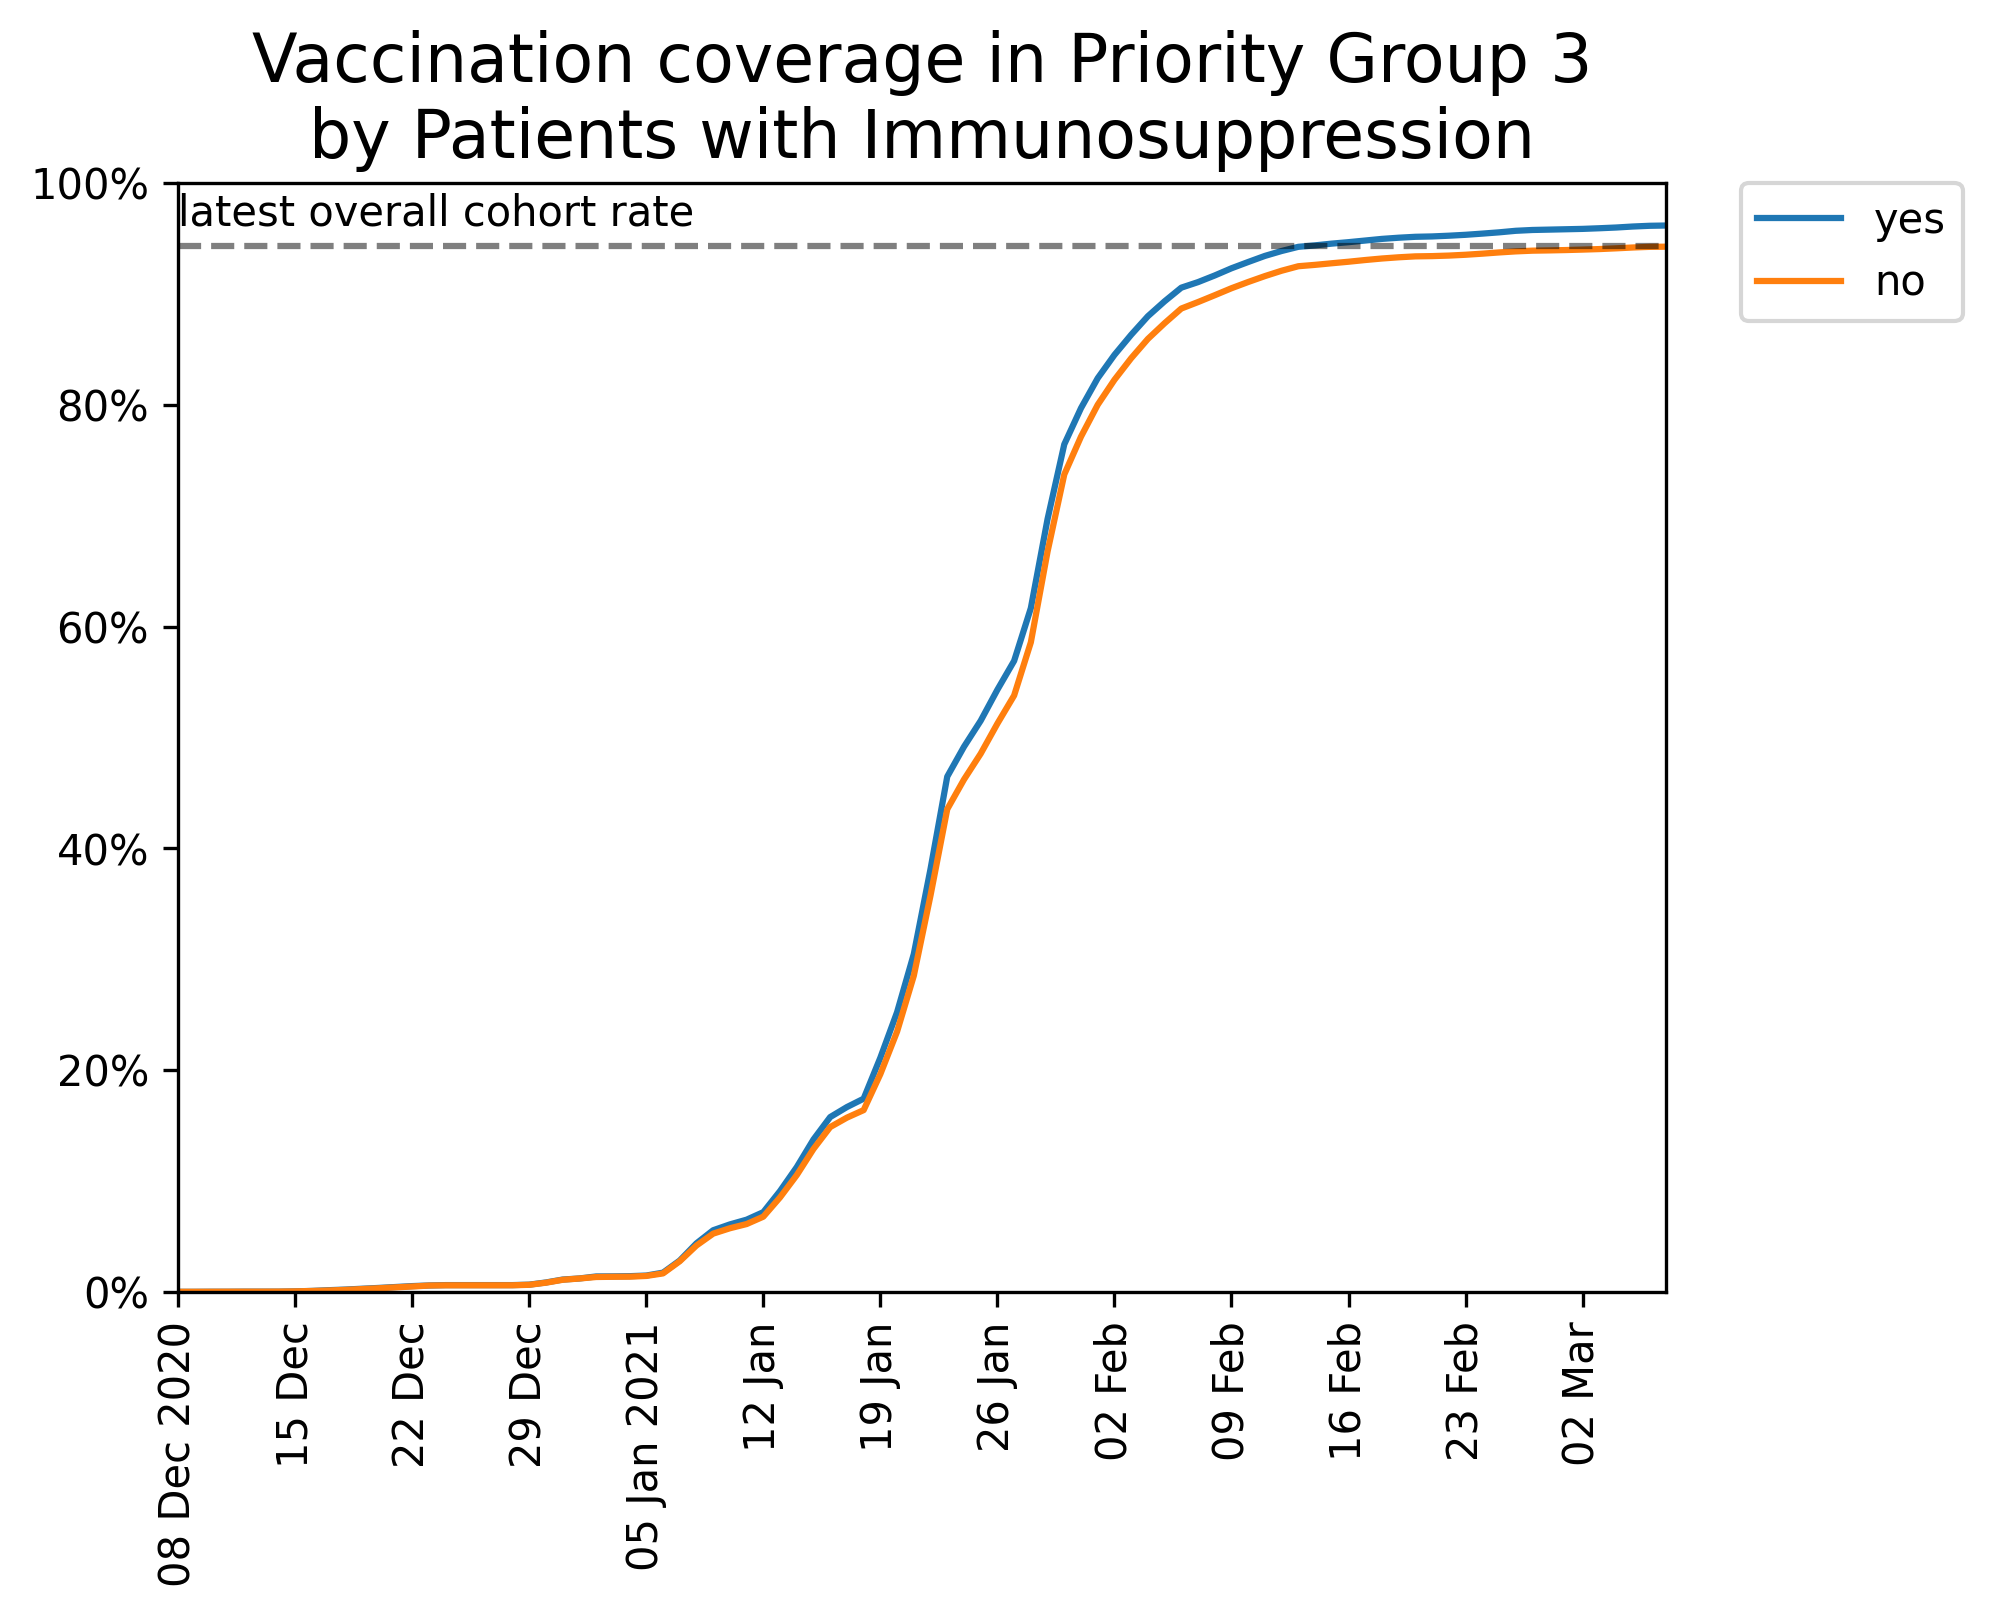 Vaccination coverage in Priority Group 3
by Patients with Immunosuppression
100%
80%
60%
40%
20%
0%
latest overall cohort rate
yes
no
08 Dec 2020
15 Dec
22 Dec
29 Dec
05 Jan 2021
12 Jan
19 Jan
26 Jan
02 Feb
09 Feb
16 Feb
23 Feb
02 Mar